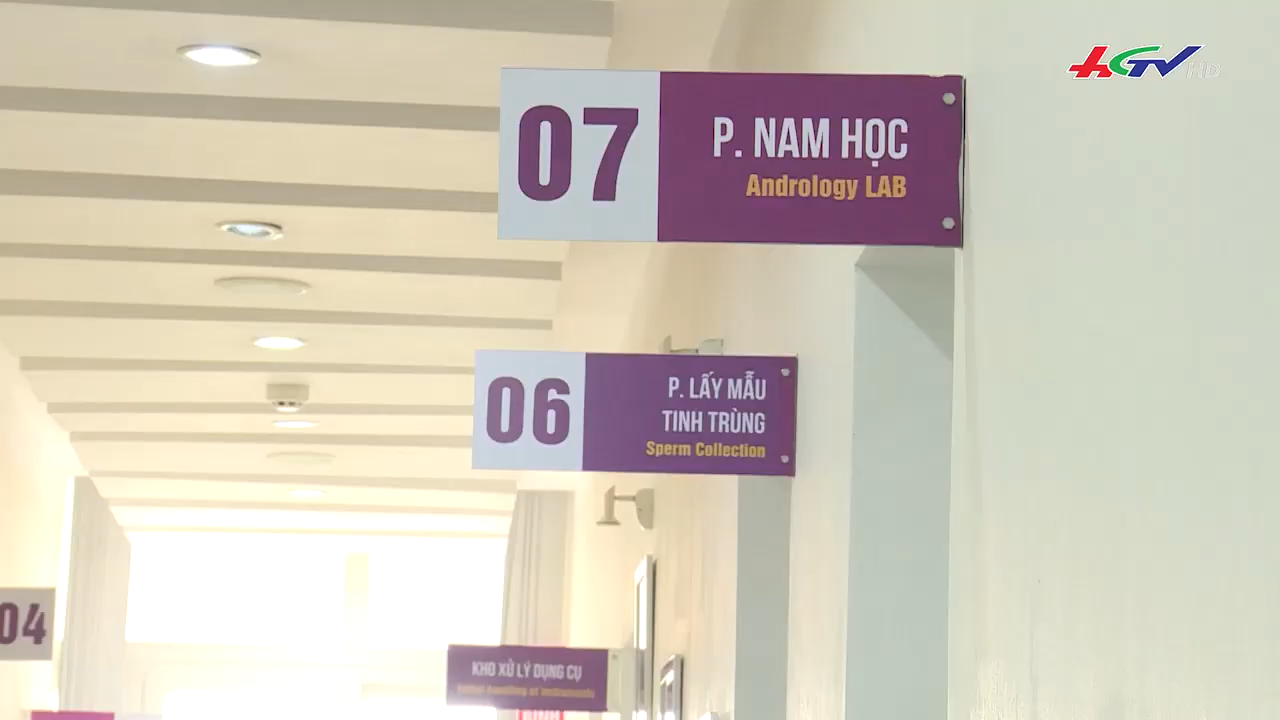 HGTV HD
07
P. NAM HỌC
Andrology LAB
06
P. LẤY MẪU
TINH TRÙNG
Sperm Collection
04
KHO XỬ LÝ DỤNG CỤ